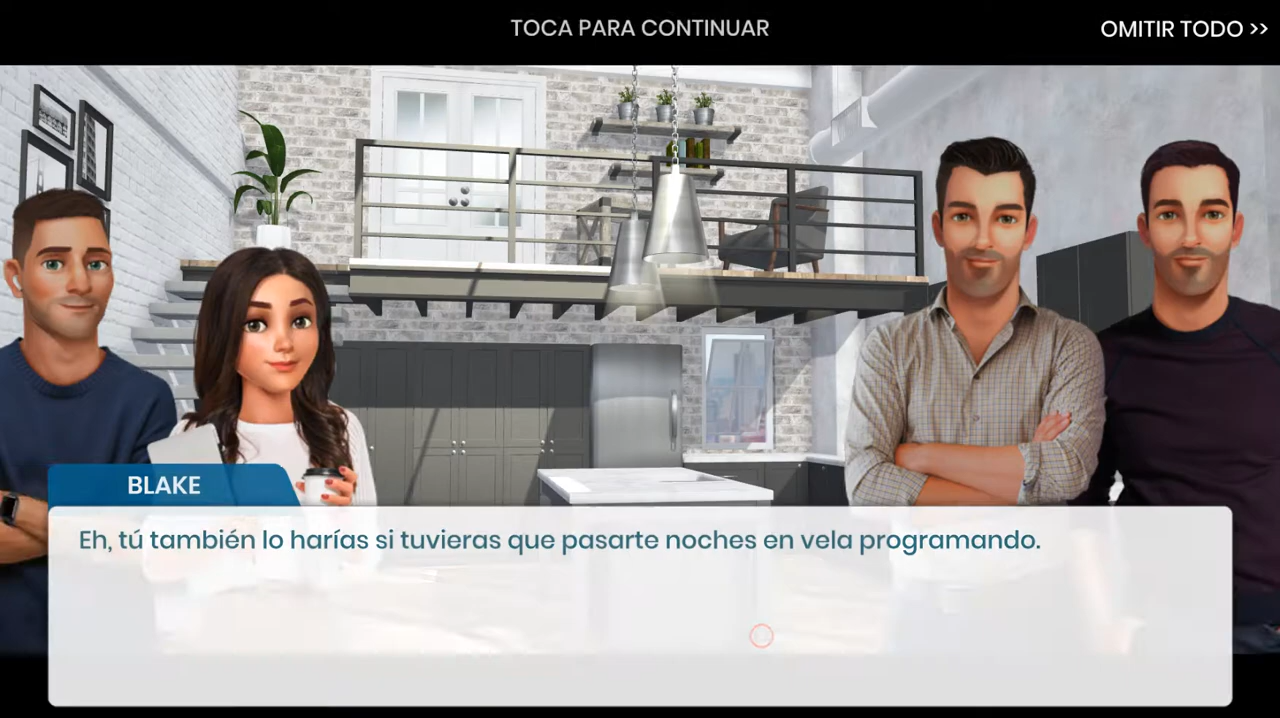 TOCA PARA CONTINUAR
OMITIR TODO >>
BLAKE
Eh, tú también lo harías si tuvieras que pasarte noches en vela programando.